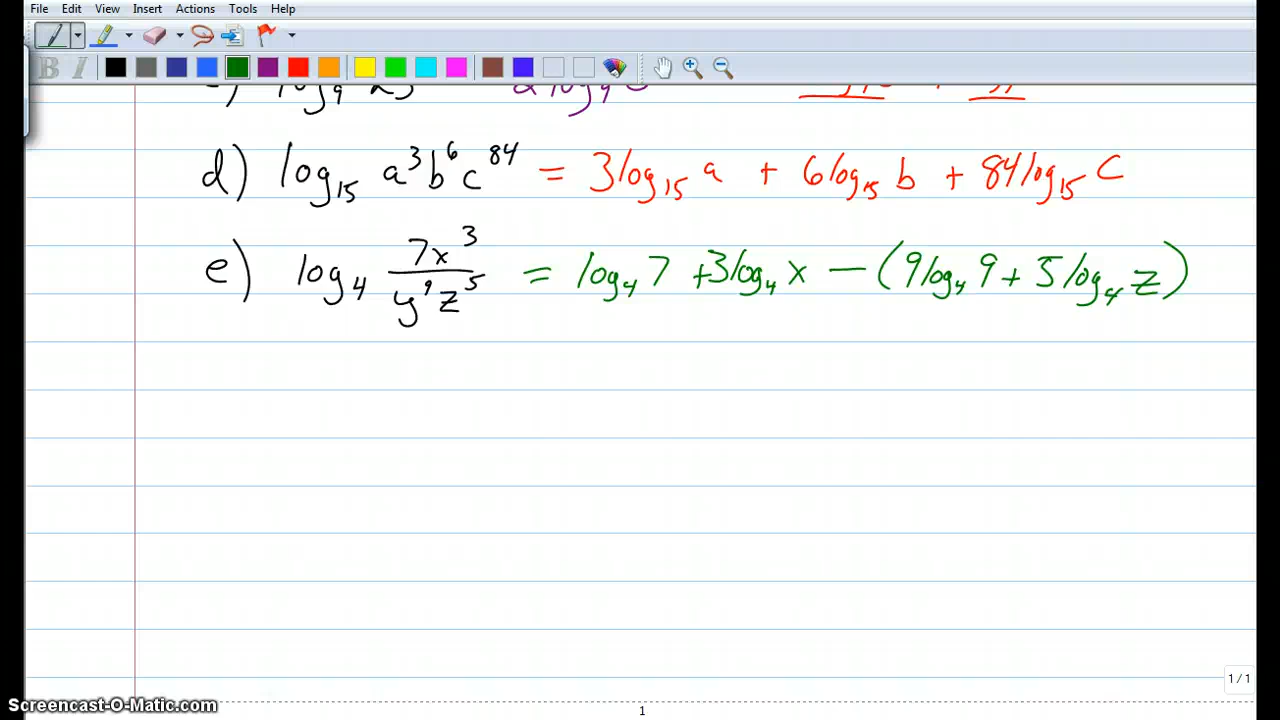 File Edit View Insert Actions Tools Help
B I
d) log₁₅ a³b⁶c⁸⁴ = 3log₁₅ a + 6log₁₅ b + 84log₁₅ c
e) log₄ 7x³/y⁹z⁵ = log₄ 7 + 3log₄ x — (9log₄ 9 + 5log₄ z)
1 / 1
Screencast-O-Matic.com
1